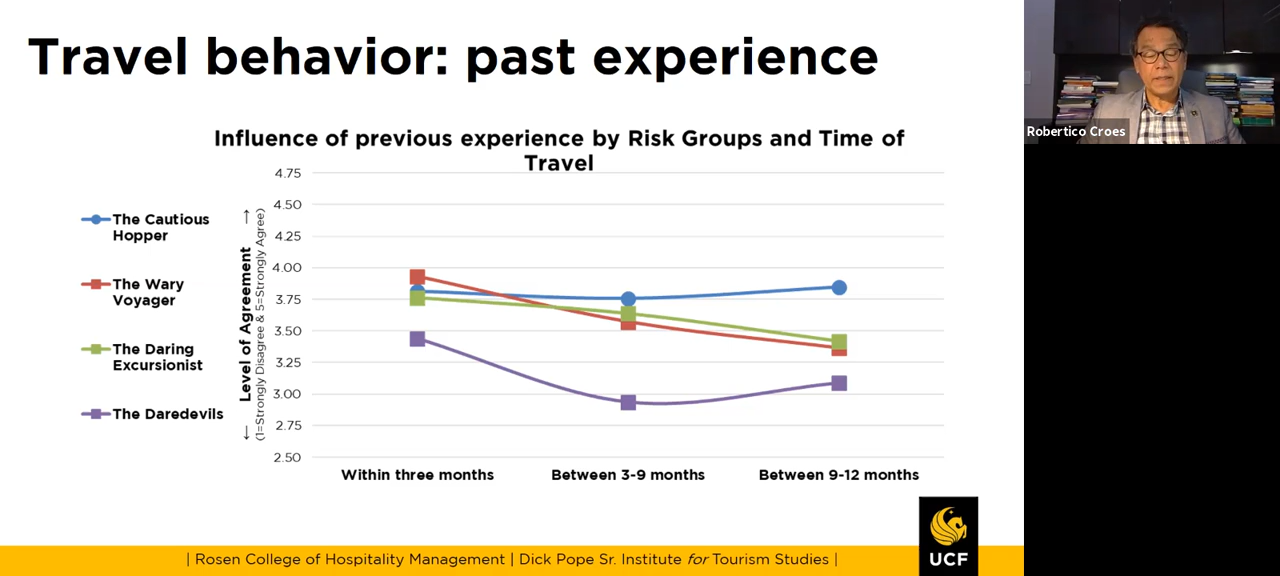 Travel behavior: past experience
Robertico Croes
Influence of previous experience by Risk Groups and Time of
Travel
The Cautious
Hopper
The Wary
Voyager
The Daring
Excursionist
The Daredevils
← Level of Agreement →
(1=Strongly Disagree & 5=Strongly Agree)
4.75
4.50
4.25
4.00
3.75
3.50
3.25
3.00
2.75
2.50
Within three months
Between 3-9 months
Between 9-12 months
| Rosen College of Hospitality Management | Dick Pope Sr. Institute for Tourism Studies |
UCF